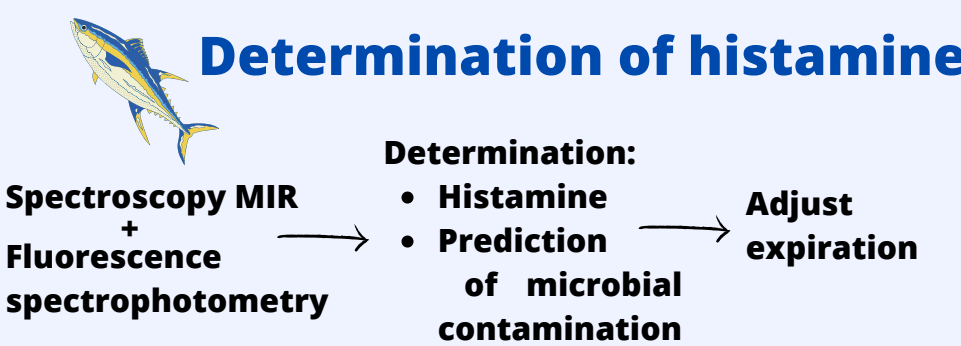 Determination of histamine
Spectroscopy MIR
+
Fluorescence
spectrophotometry
Determination:
• Histamine
• Prediction
of microbial
contamination
Adjust
expiration